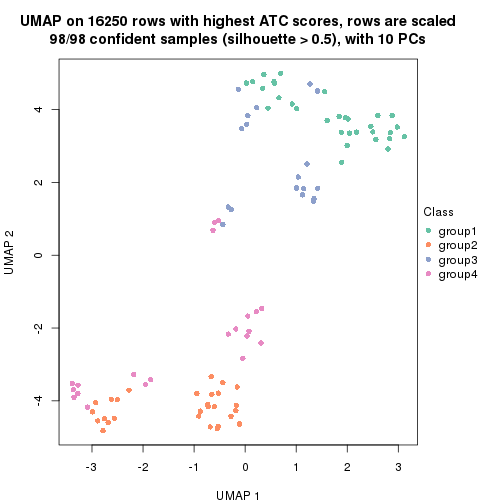 UMAP on 16250 rows with highest ATC scores, rows are scaled
98/98 confident samples (silhouette > 0.5), with 10 PCs
4
2
0
-2
-4
UMAP 2
-3
-2
-1
0
1
2
3
UMAP 1
Class
group1
group2
group3
group4